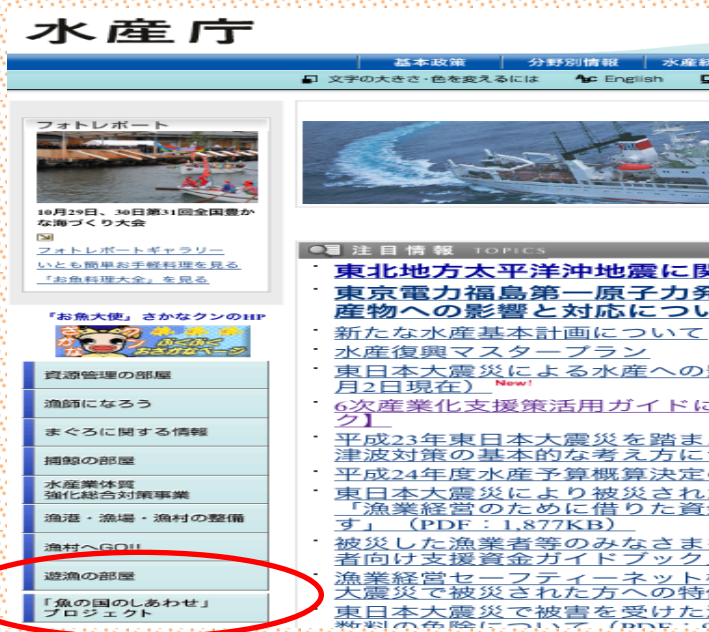 水産庁
基本政策
分野別情報
水産
文字の大きさ・色を変えるには
Abc English
フォトレポート
10月29日、30日第31回全国豊か
な海づくり大会
フォトレポートギャラリー
いとも簡単お手軽料理を見る
「お魚料理大全」を見る
「お魚大使」さかなクンのHP
資源管理の部屋
漁師になろう
まぐろに関する情報
捕鯨の部屋
水産業体質
強化総合対策事業
漁港・漁場・漁村の整備
漁村へGO!!
遊漁の部屋
「魚の国のしあわせ」
プロジェクト
注目情報 TOPICS
東北地方太平洋沖地震に関
東京電力福島第一原子力発
産物への影響と対応につい
新たな水産基本計画について
水産復興マスタープラン
東日本大震災による水産への
月2日現在) New!
6次産業化支援策活用ガイドに
ク】
平成23年東日本大震災を踏ま
津波対策の基本的な考え方に
平成24年度水産予算概算決定
東日本大震災により被災され
「漁業経営のために借りた資
す」 (PDF：1,877KB)
被災した漁業者等のみなさま
者向け支援資金ガイドブック
漁業経営セーフティーネット
大震災で被災された方への特
東日本大震災で被害を受けた